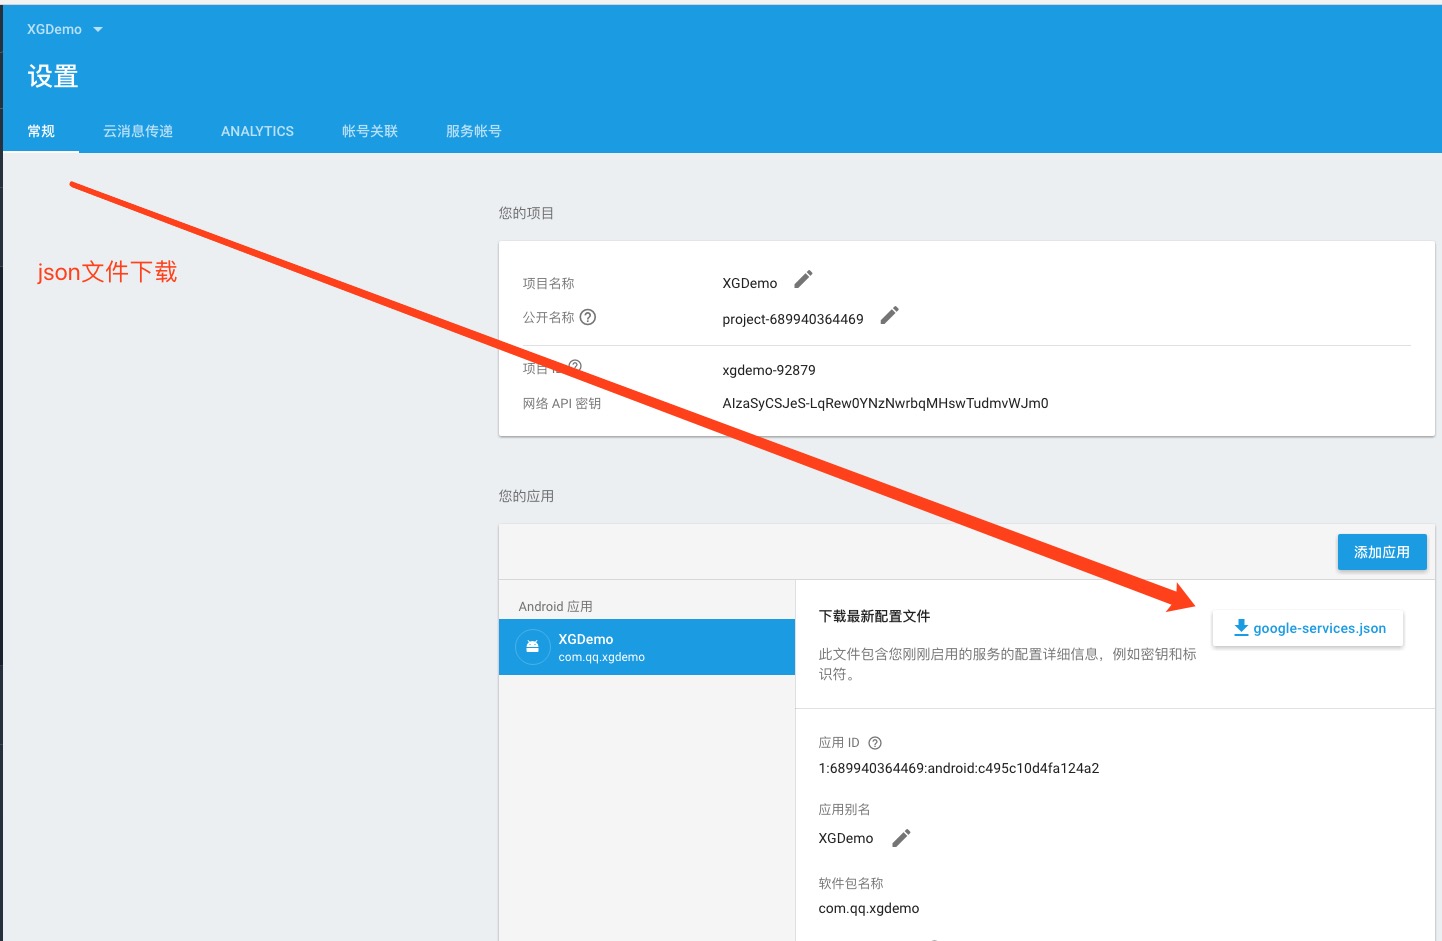 XGDemo
设置
常规
云消息传递
ANALYTICS
帐号关联
服务帐号
json文件下载
您的项目
项目名称
XGDemo
公开名称
project-689940364469
项目
xgdemo-92879
网络 API 密钥
AIzaSyCSJeS-LqRew0YNzNwrbqMHswTudmvWJm0
您的应用
添加应用
Android 应用
XGDemo
com.qq.xgdemo
下载最新配置文件
google-services.json
此文件包含您刚刚启用的服务的配置详细信息，例如密钥和标
识符。
应用 ID
1:689940364469:android:c495c10d4fa124a2
应用别名
XGDemo
软件包名称
com.qq.xgdemo